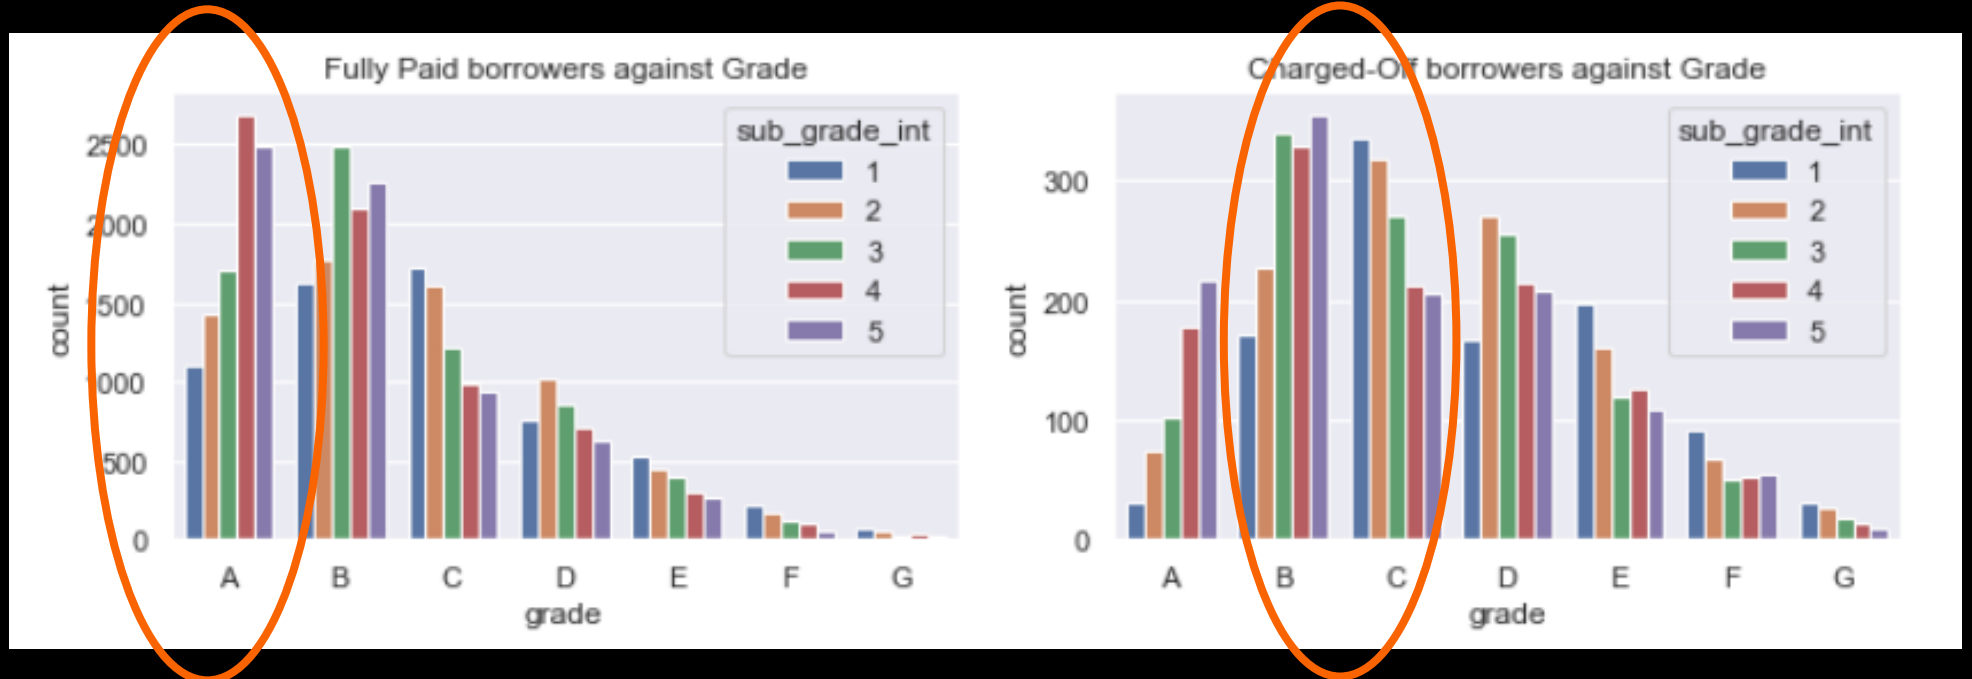 Fully Paid borrowers against Grade
2500
2000
1500
1000
500
0
count
A B C D E F G
grade
sub_grade_int
1
2
3
4
5
Charged-Off borrowers against Grade
300
200
100
0
count
A B C D E F G
grade
sub_grade_int
1
2
3
4
5